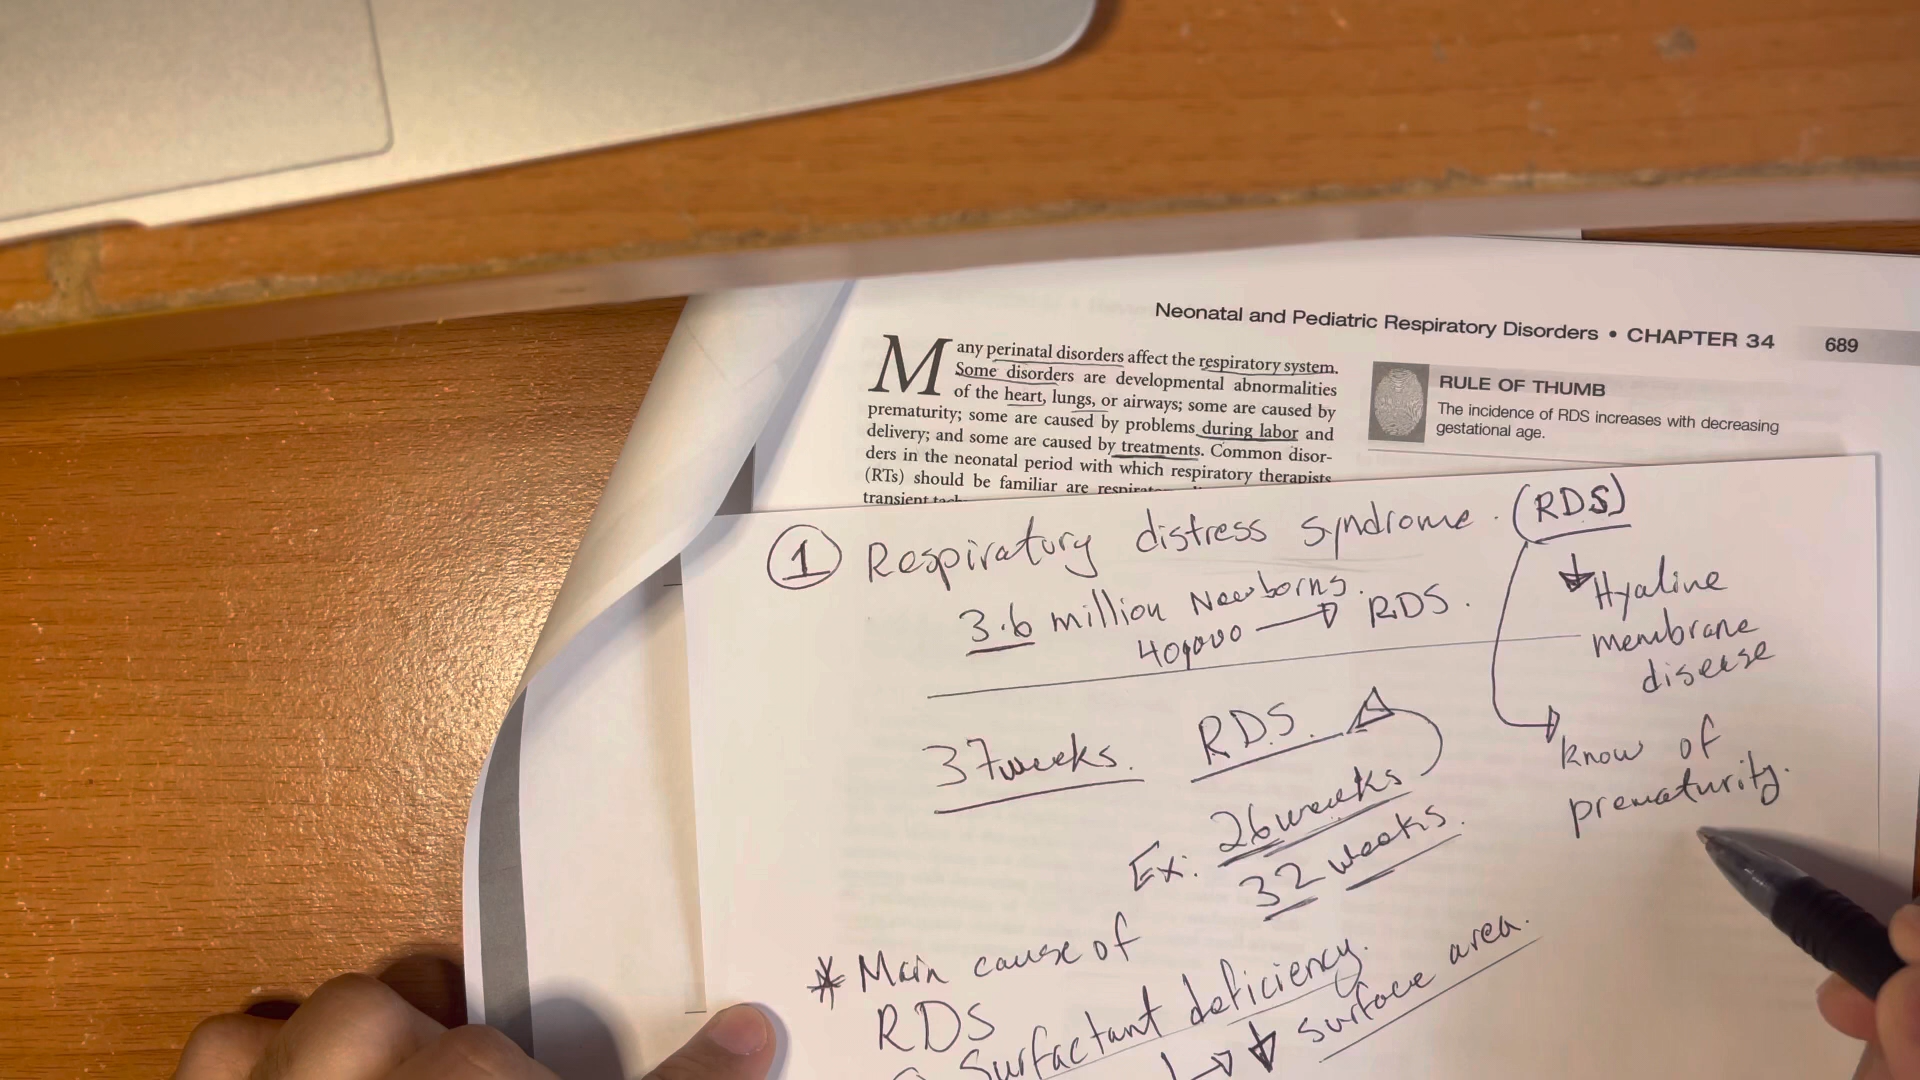 Neonatal and Pediatric Respiratory Disorders • CHAPTER 34 689
Many perinatal disorders affect the respiratory system.
Some disorders are developmental abnormalities
of the heart, lungs, or airways; some are caused by
prematurity; some are caused by problems during labor and
delivery; and some are caused by treatments. Common disor-
ders in the neonatal period with which respiratory therapists
(RTs) should be familiar are
transient
RULE OF THUMB
The incidence of RDS increases with decreasing
gestational age.
1 Respiratory distress syndrome. (RDS)
3.6 million Newborns.
40,000 → RDS.
Hyaline
membrane
disease
know of
prematurity.
37weeks. RDS.
Ex: 26weeks
32 weeks.
* Main cause of
RDS
Surfactant deficiency.
↓ surface area.